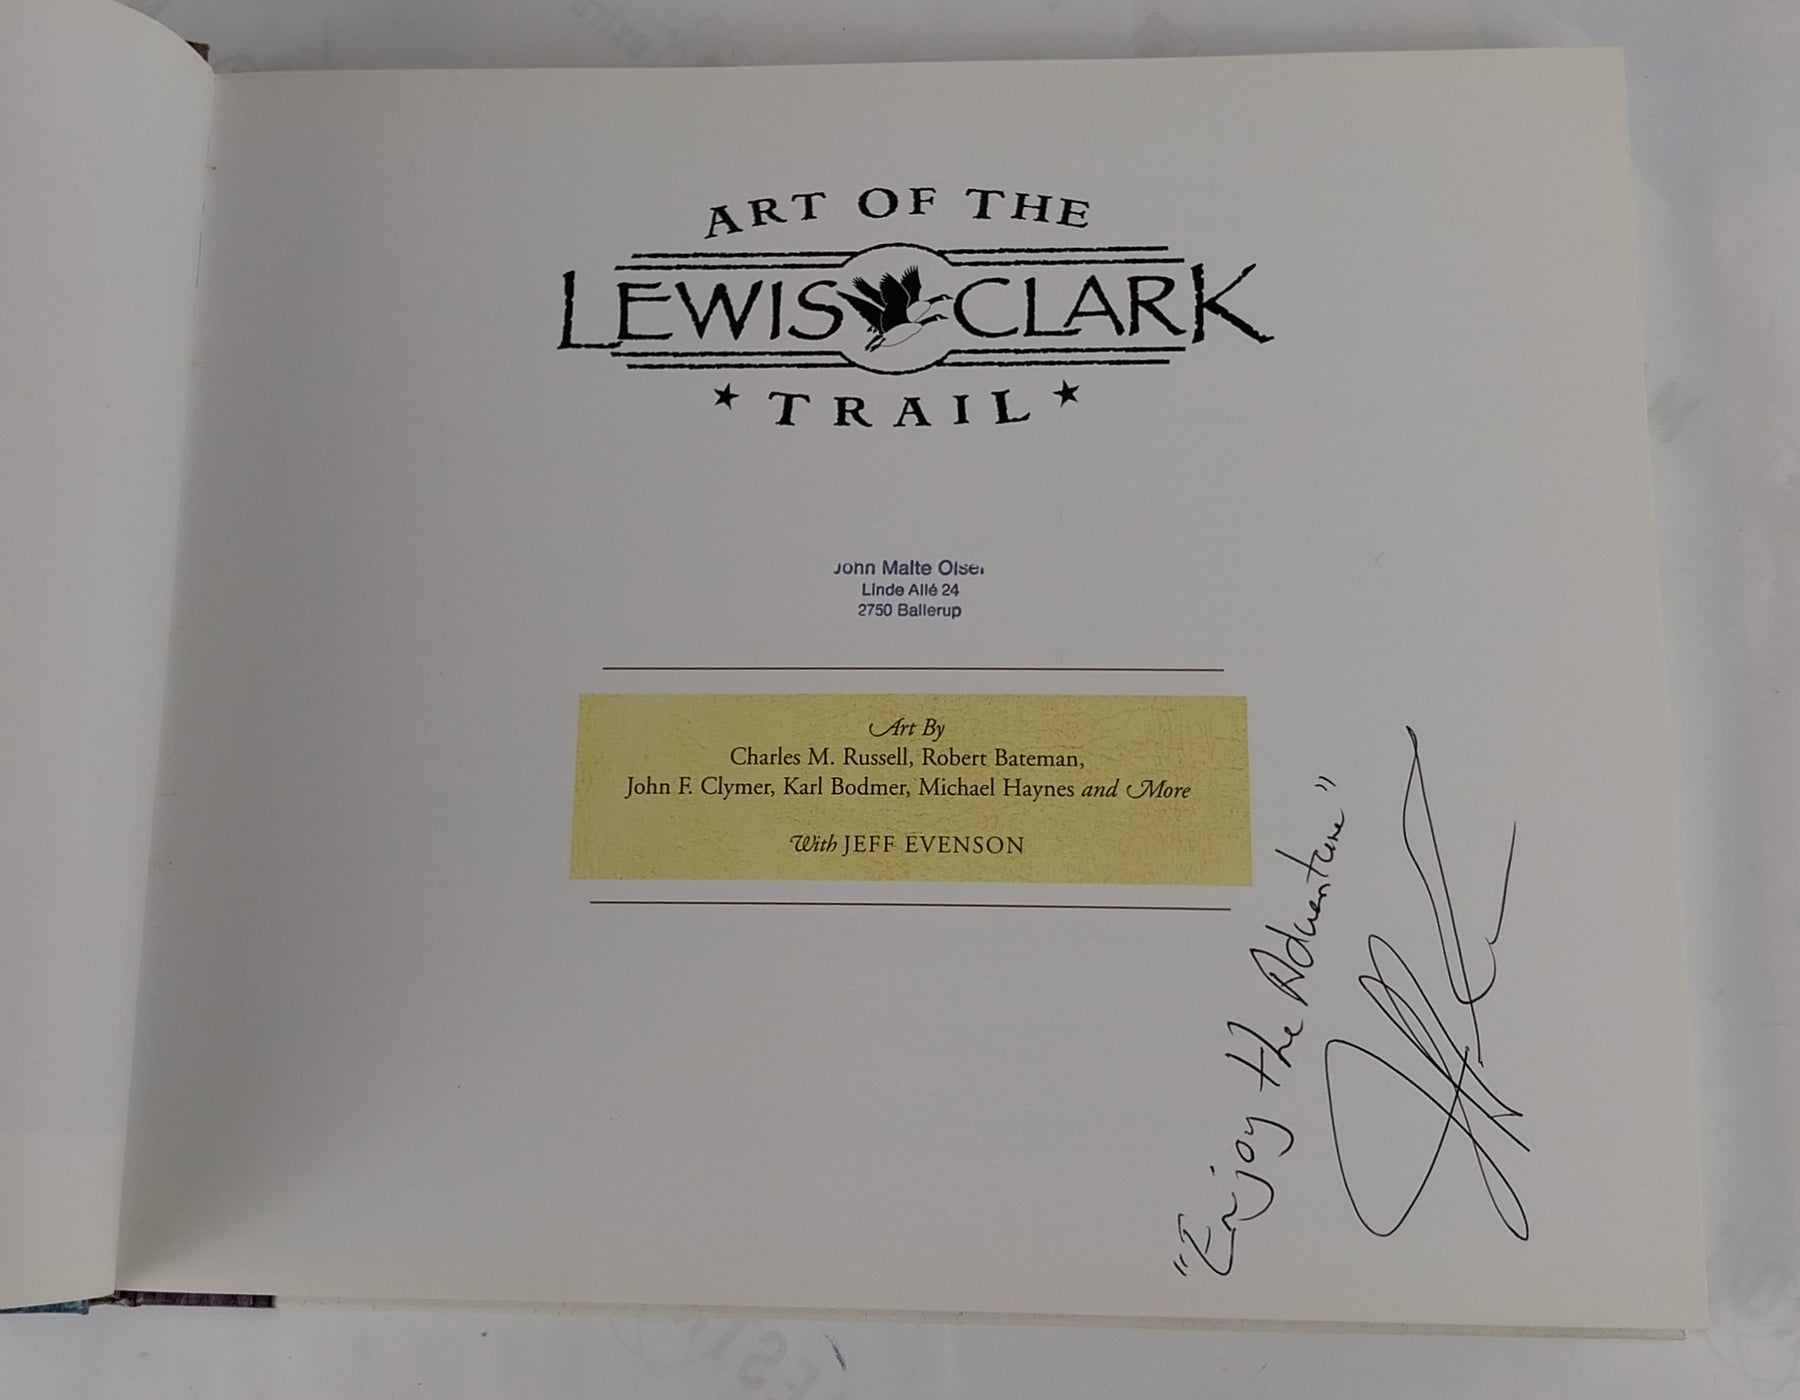 ART OF THE
LEWIS CLARK
★ TRAIL ★
John Malte Olsen
Linde Allé 24
2750 Ballerup
Art By
Charles M. Russell, Robert Bateman,
John F. Clymer, Karl Bodmer, Michael Haynes and More
With JEFF EVENSON
"Enjoy the Adventure"